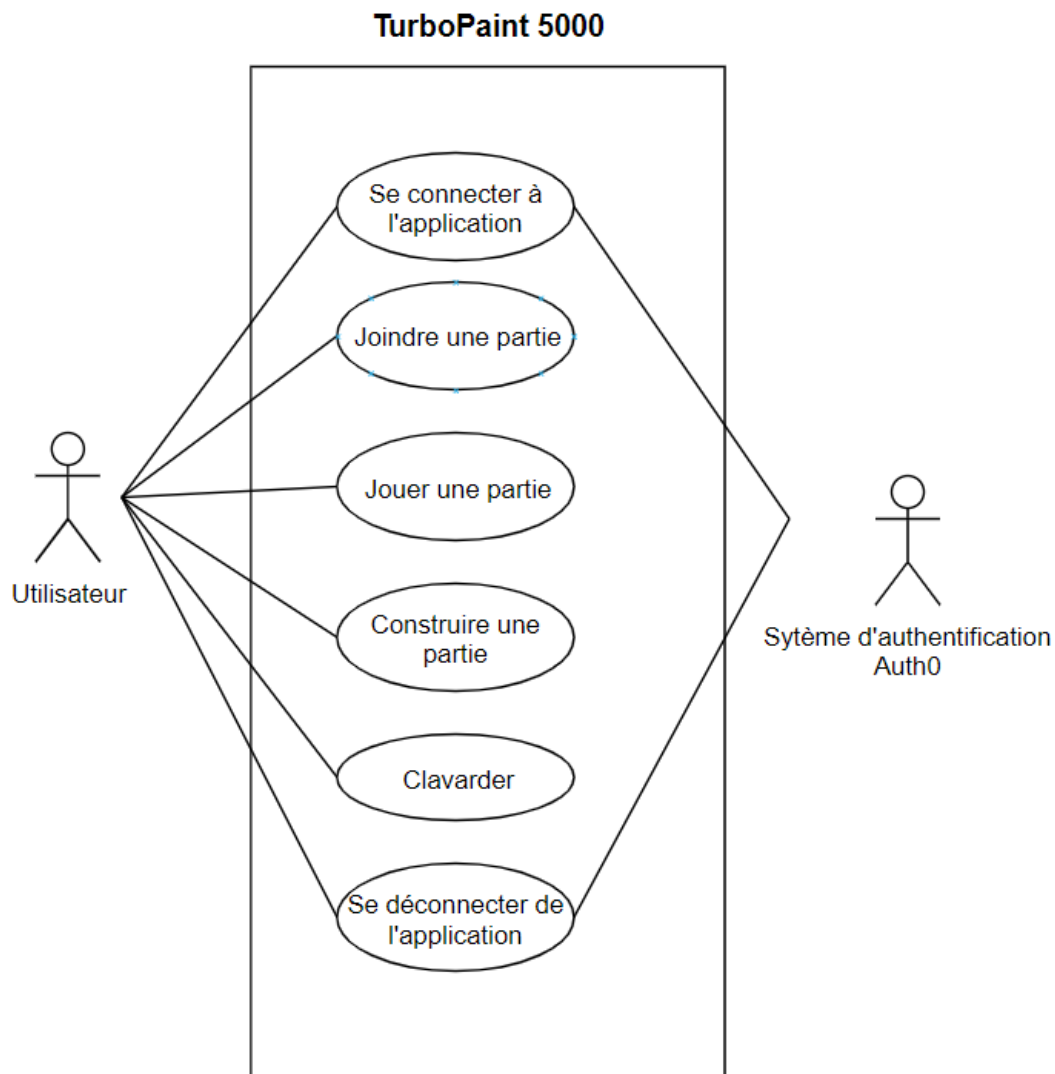 TurboPaint 5000
Se connecter à
l'application
Joindre une partie
Jouer une partie
Utilisateur
Construire une
partie
Sytème d'authentification
Auth0
Clavarder
Se déconnecter de
l'application